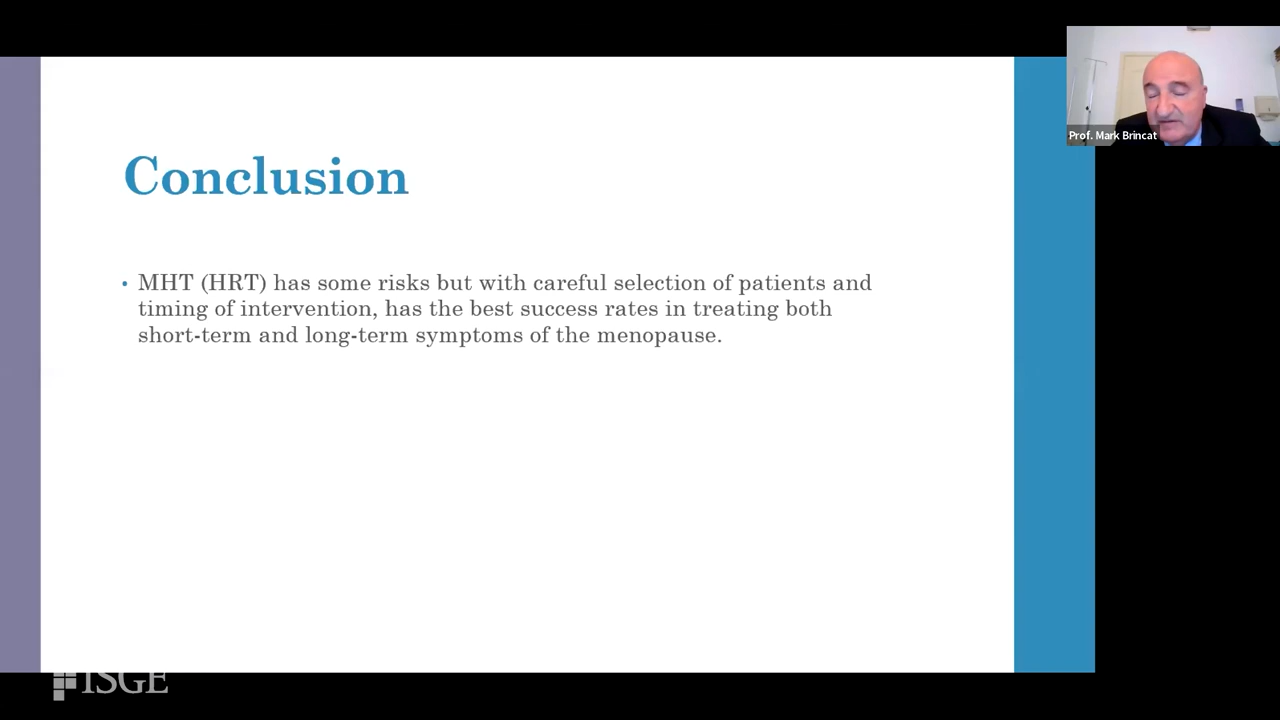 Conclusion
• MHT (HRT) has some risks but with careful selection of patients and
timing of intervention, has the best success rates in treating both
short-term and long-term symptoms of the menopause.
Prof. Mark Brincat
ISGE